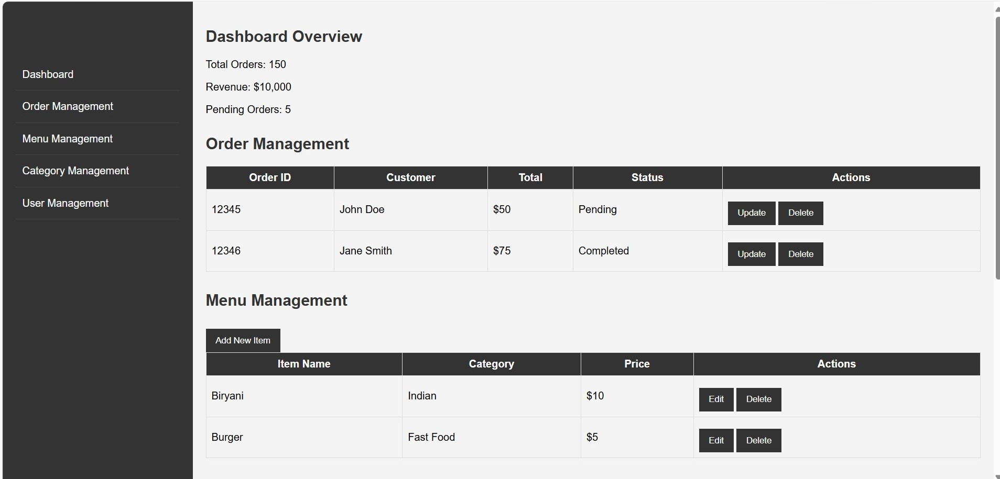 Dashboard
Order Management
Menu Management
Category Management
User Management
Dashboard Overview
Total Orders: 150
Revenue: $10,000
Pending Orders: 5
Order Management
Order ID Customer Total Status Actions
12345 John Doe $50 Pending Update Delete
12346 Jane Smith $75 Completed Update Delete
Menu Management
Add New Item
Item Name Category Price Actions
Biryani Indian $10 Edit Delete
Burger Fast Food $5 Edit Delete